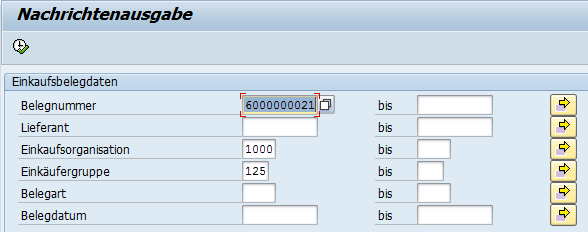 Nachrichtenausgabe
Einkaufsbelegdaten
Belegnummer 6000000021 bis
Lieferant bis
Einkaufsorganisation 1000 bis
Einkäufergruppe 125 bis
Belegart bis
Belegdatum bis